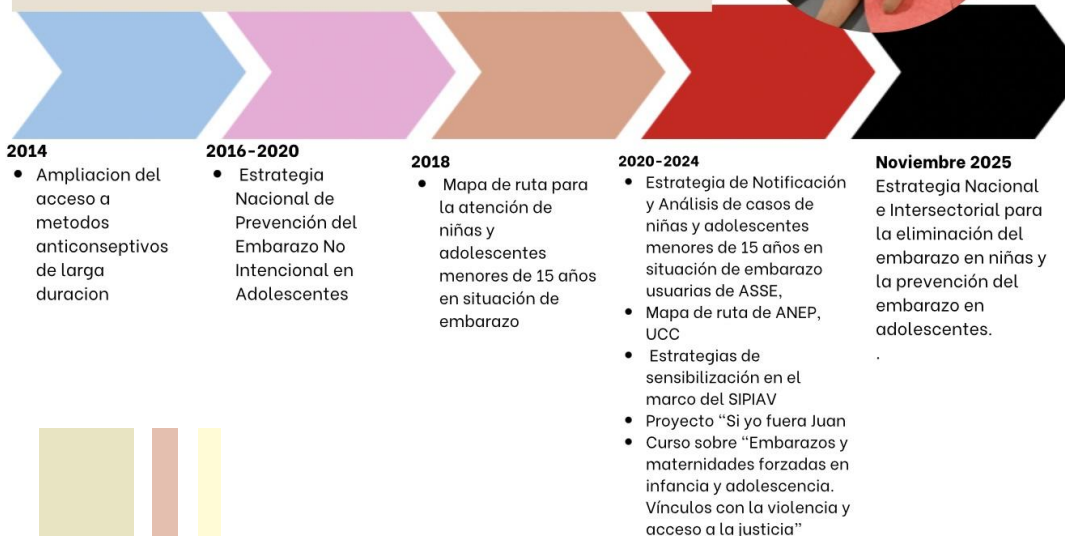 2014
• Ampliacion del
acceso a
metodos
anticonseptivos
de larga
duracion
2016-2020
• Estrategia
Nacional de
Prevención del
Embarazo No
Intencional en
Adolescentes
2018
• Mapa de ruta para
la atención de
niñas y
adolescentes
menores de 15 años
en situación de
embarazo
2020-2024
• Estrategia de Notificación
y Análisis de casos de
niñas y adolescentes
menores de 15 años en
situación de embarazo
usuarias de ASSE,
• Mapa de ruta de ANEP,
UCC
• Estrategias de
sensibilización en el
marco del SIPIAV
• Proyecto “Si yo fuera Juan
• Curso sobre “Embarazos y
maternidades forzadas en
infancia y adolescencia.
Vínculos con la violencia y
acceso a la justicia”
Noviembre 2025
Estrategia Nacional
e Intersectorial para
la eliminación del
embarazo en niñas y
la prevención del
embarazo en
adolescentes.
.